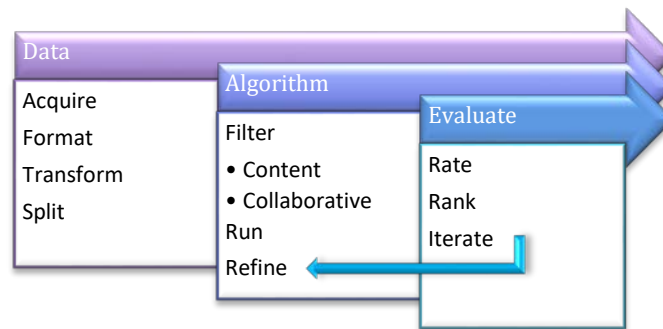 Data
Acquire
Format
Transform
Split
Algorithm
Filter
• Content
• Collaborative
Run
Refine
Evaluate
Rate
Rank
Iterate